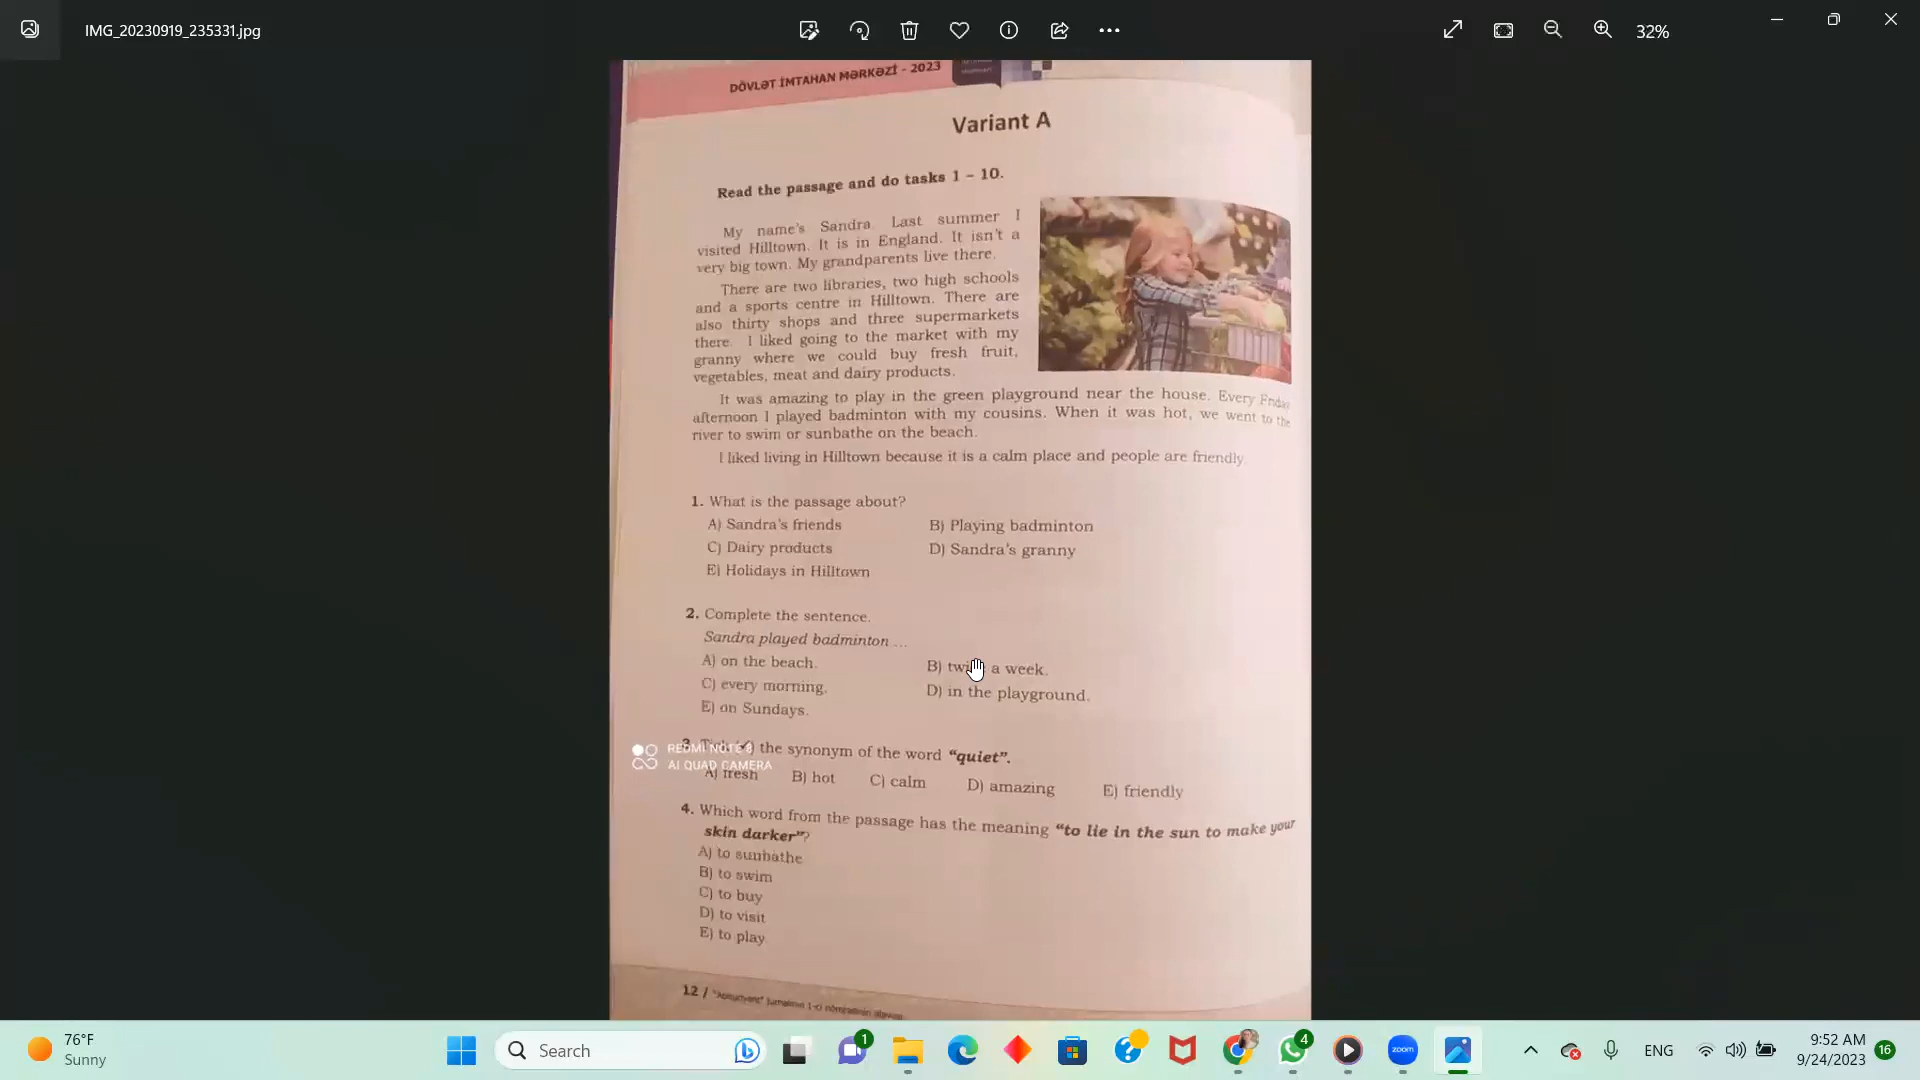 IMG_20230919_235331.jpg
32%
DÖVLƏT İMTAHAN MƏRKƏZİ - 2023
Variant A
Read the passage and do tasks 1 – 10.
My name's Sandra. Last summer I
visited Hilltown. It is in England. It isn't a
very big town. My grandparents live there.
There are two libraries, two high schools
and a sports centre in Hilltown. There are
also thirty shops and three supermarkets
there. I liked going to the market with my
granny where we could buy fresh fruit,
vegetables, meat and dairy products.
It was amazing to play in the green playground near the house. Every Friday
afternoon I played badminton with my cousins. When it was hot, we went to the
river to swim or sunbathe on the beach.
I liked living in Hilltown because it is a calm place and people are friendly.
1. What is the passage about?
A) Sandra's friends B) Playing badminton
C) Dairy products D) Sandra's granny
E) Holidays in Hilltown
2. Complete the sentence.
Sandra played badminton ...
A) on the beach. B) a week.
C) every morning. D) in the playground.
E) on Sundays.
3. the synonym of the word "quiet".
REDMI NOTE 8
AI QUAD CAMERA
A) fresh B) hot C) calm D) amazing E) friendly
4. Which word from the passage has the meaning "to lie in the sun to make your
skin darker"?
A) to sunbathe
B) to swim
C) to buy
D) to visit
E) to play
12 /
76°F
Sunny
Search
1
4
zoom
ENG
9:52 AM
9/24/2023
16